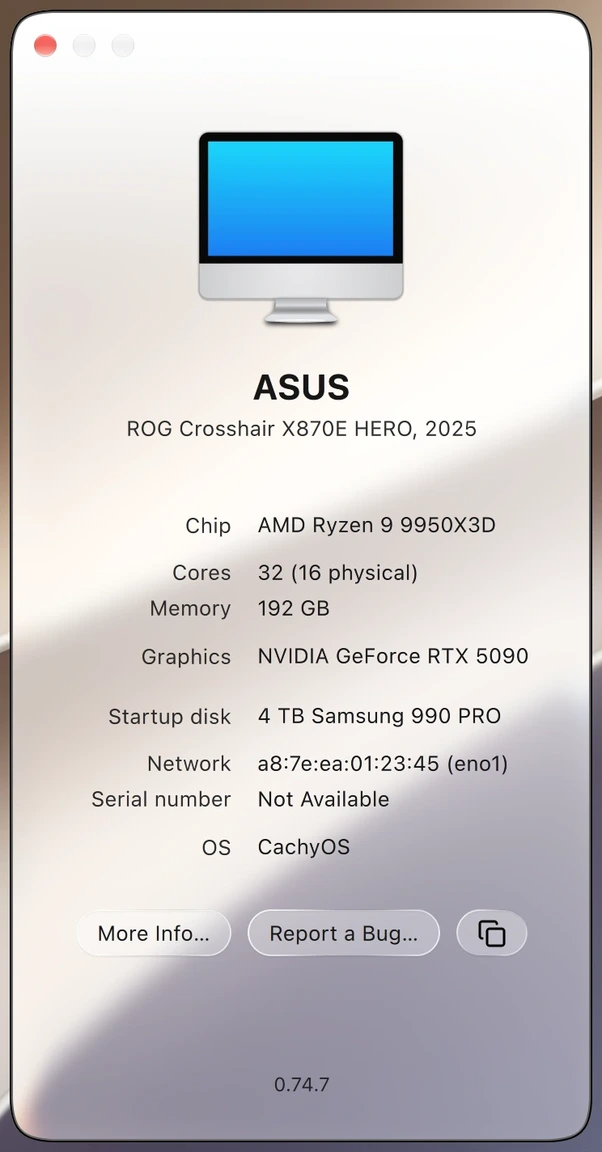 ASUS
ROG Crosshair X870E HERO, 2025
Chip AMD Ryzen 9 9950X3D
Cores 32 (16 physical)
Memory 192 GB
Graphics NVIDIA GeForce RTX 5090
Startup disk 4 TB Samsung 990 PRO
Network a8:7e:ea:01:23:45 (eno1)
Serial number Not Available
OS CachyOS
More Info... Report a Bug...
0.74.7